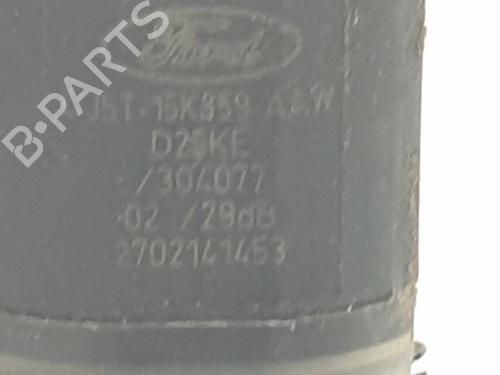 Ford
J5T-15K859-AAW
D2SKE
-/304077
-02 /29dB
2702141453
B-PARTS